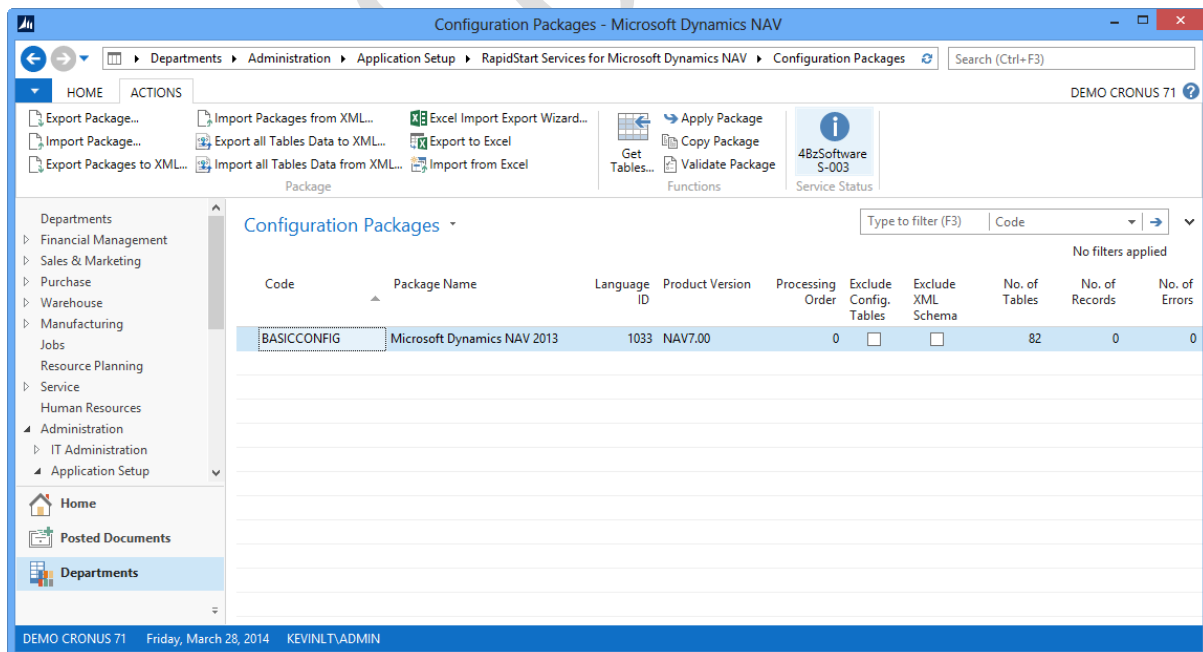 Configuration Packages - Microsoft Dynamics NAV
Departments Administration Application Setup RapidStart Services for Microsoft Dynamics NAV Configuration Packages
Search (Ctrl+F3)
HOME ACTIONS
DEMO CRONUS 71
Export Package...
Import Package...
Export Packages to XML...
Import Packages from XML...
Export all Tables Data to XML...
Import all Tables Data from XML...
Excel Import Export Wizard...
Export to Excel
Import from Excel
Package
Get
Tables...
Apply Package
Copy Package
Validate Package
Functions
4BzSoftware
S-003
Service Status
Departments
Financial Management
Sales & Marketing
Purchase
Warehouse
Manufacturing
Jobs
Resource Planning
Service
Human Resources
Administration
IT Administration
Application Setup
Home
Posted Documents
Departments
Configuration Packages
Type to filter (F3) Code
No filters applied
Code
Package Name
Language
ID
Product Version
Processing
Order
Exclude
Config.
Tables
Exclude
XML
Schema
No. of
Tables
No. of
Records
No. of
Errors
BASICCONFIG Microsoft Dynamics NAV 2013 1033 NAV7.00 0 82 0 0
DEMO CRONUS 71 Friday, March 28, 2014 KEVINLT\ADMIN